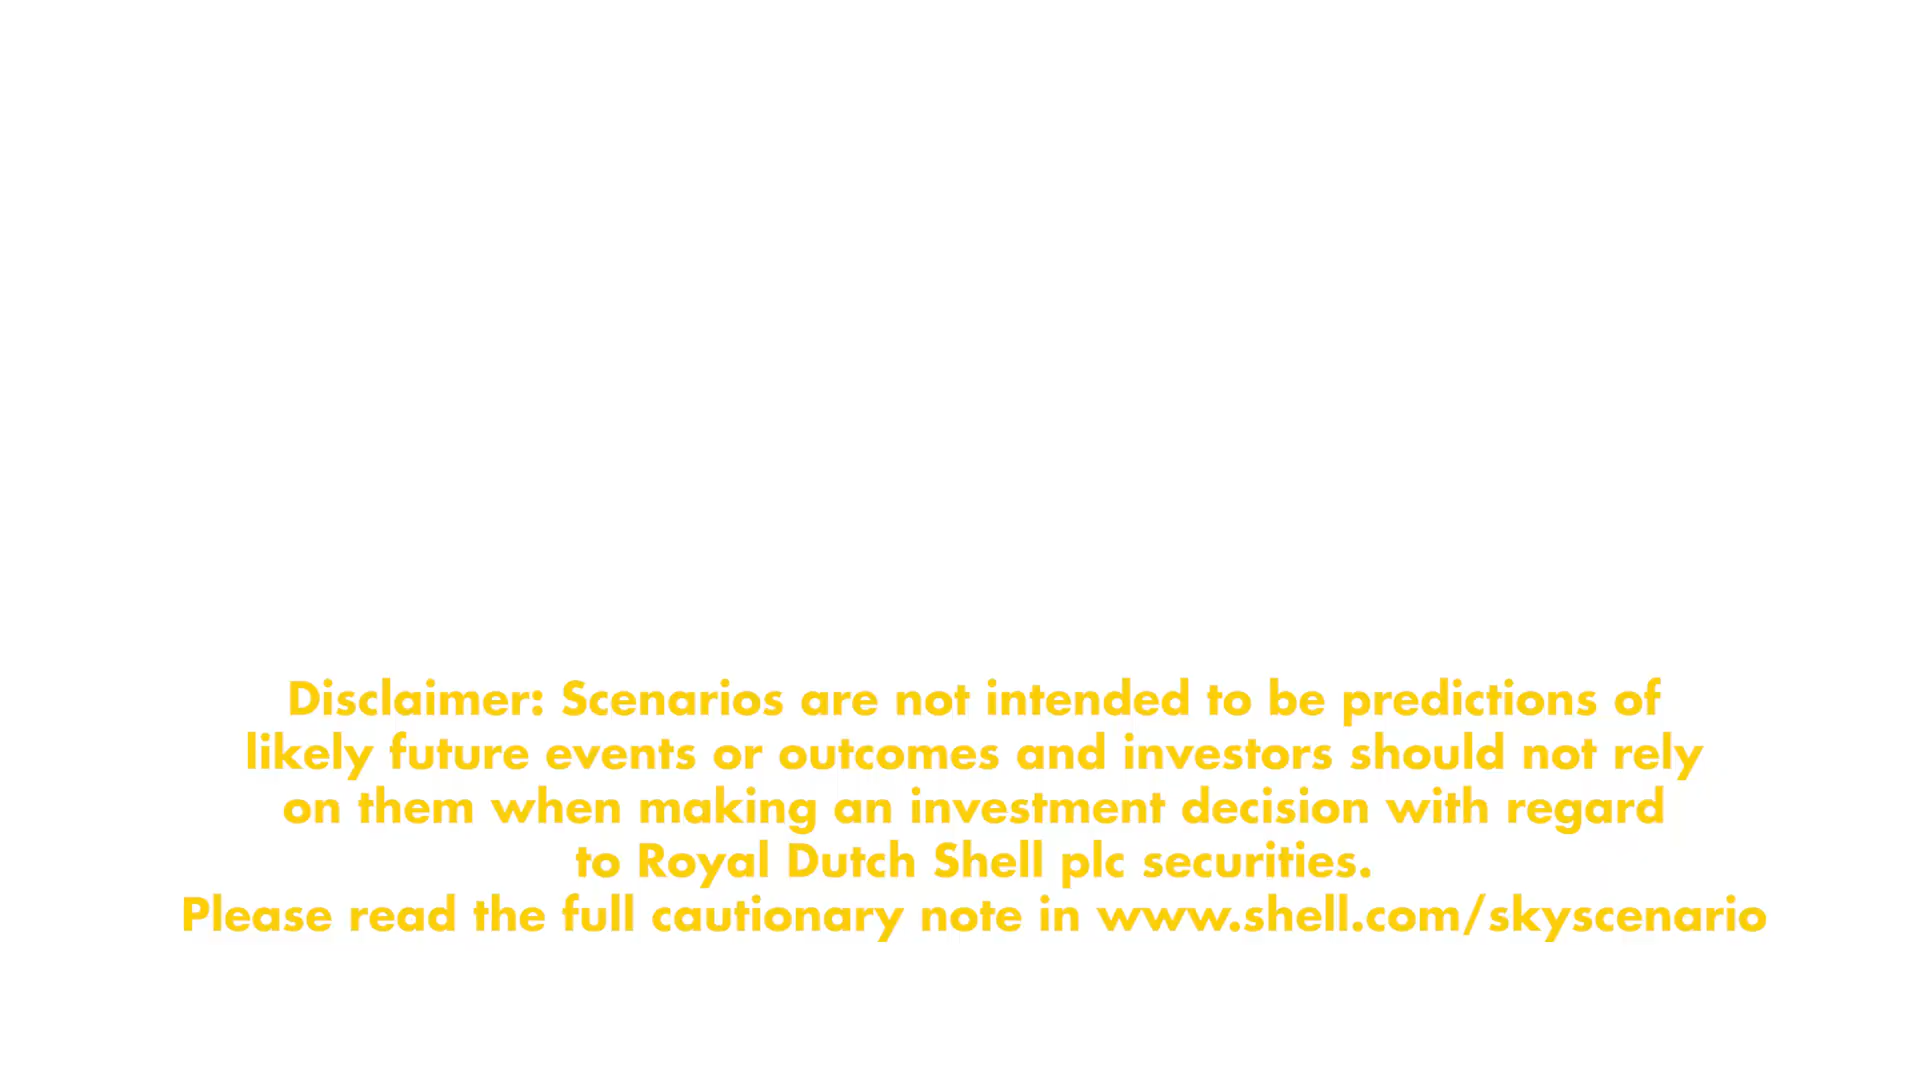 Disclaimer: Scenarios are not intended to be predictions of
likely future events or outcomes and investors should not rely
on them when making an investment decision with regard
to Royal Dutch Shell plc securities.
Please read the full cautionary note in www.shell.com/skyscenario